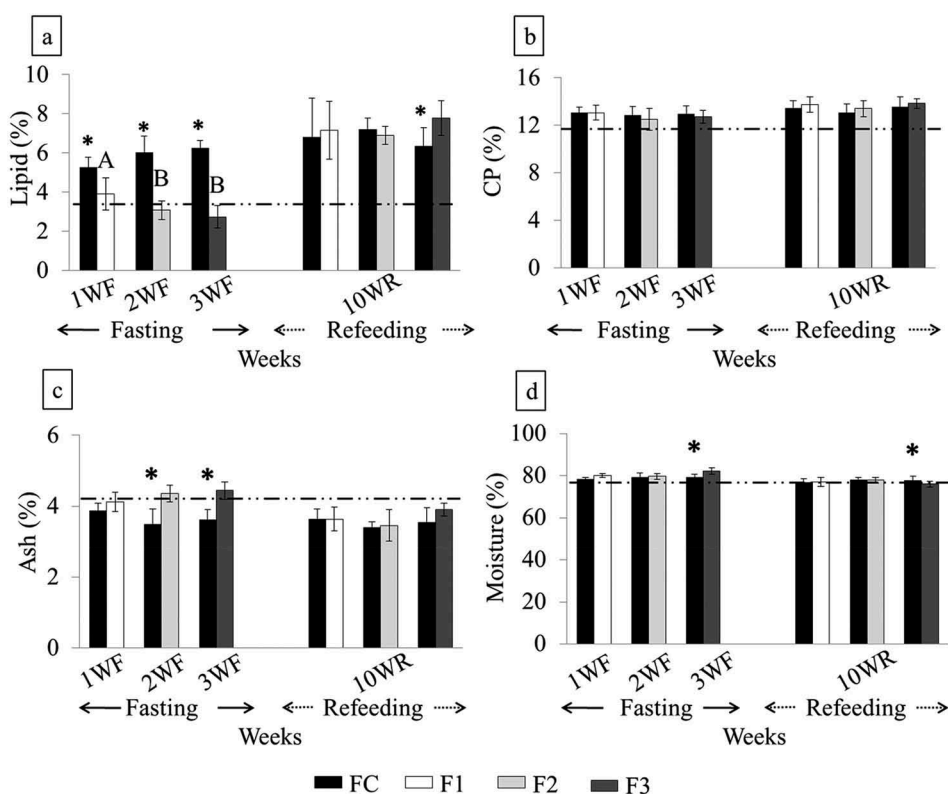 a
Lipid (%)
10
8
6
4
2
0
* A * B * B *
1WF 2WF 3WF 10WR
Fasting Refeeding
Weeks
b
CP (%)
16
12
8
4
0
1WF 2WF 3WF 10WR
Fasting Refeeding
Weeks
c
Ash (%)
6
4
2
0
* *
1WF 2WF 3WF 10WR
Fasting Refeeding
Weeks
d
Moisture (%)
100
80
60
40
20
0
* *
1WF 2WF 3WF 10WR
Fasting Refeeding
Weeks
FC F1 F2 F3